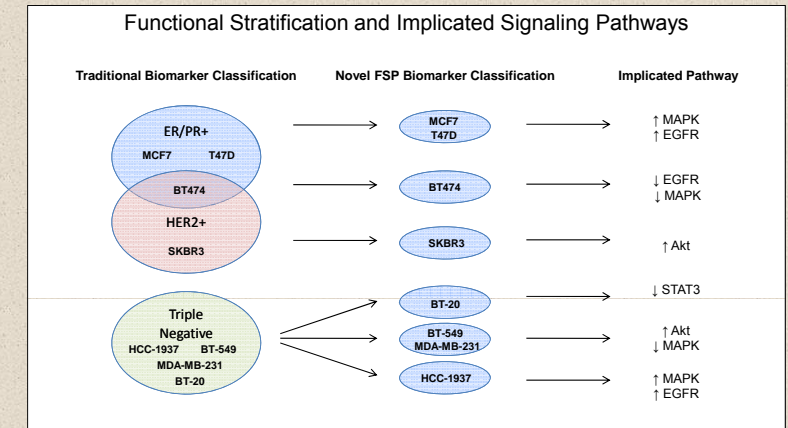 Functional Stratification and Implicated Signaling Pathways
Traditional Biomarker Classification
Novel FSP Biomarker Classification
Implicated Pathway
ER/PR+
MCF7 T47D
BT474
HER2+
SKBR3
MCF7
T47D
↑ MAPK
↑ EGFR
BT474
↓ EGFR
↓ MAPK
SKBR3
↑ Akt
Triple
Negative
HCC-1937 BT-549
MDA-MB-231
BT-20
BT-20
↓ STAT3
BT-549
MDA-MB-231
↑ Akt
↓ MAPK
HCC-1937
↑ MAPK
↑ EGFR